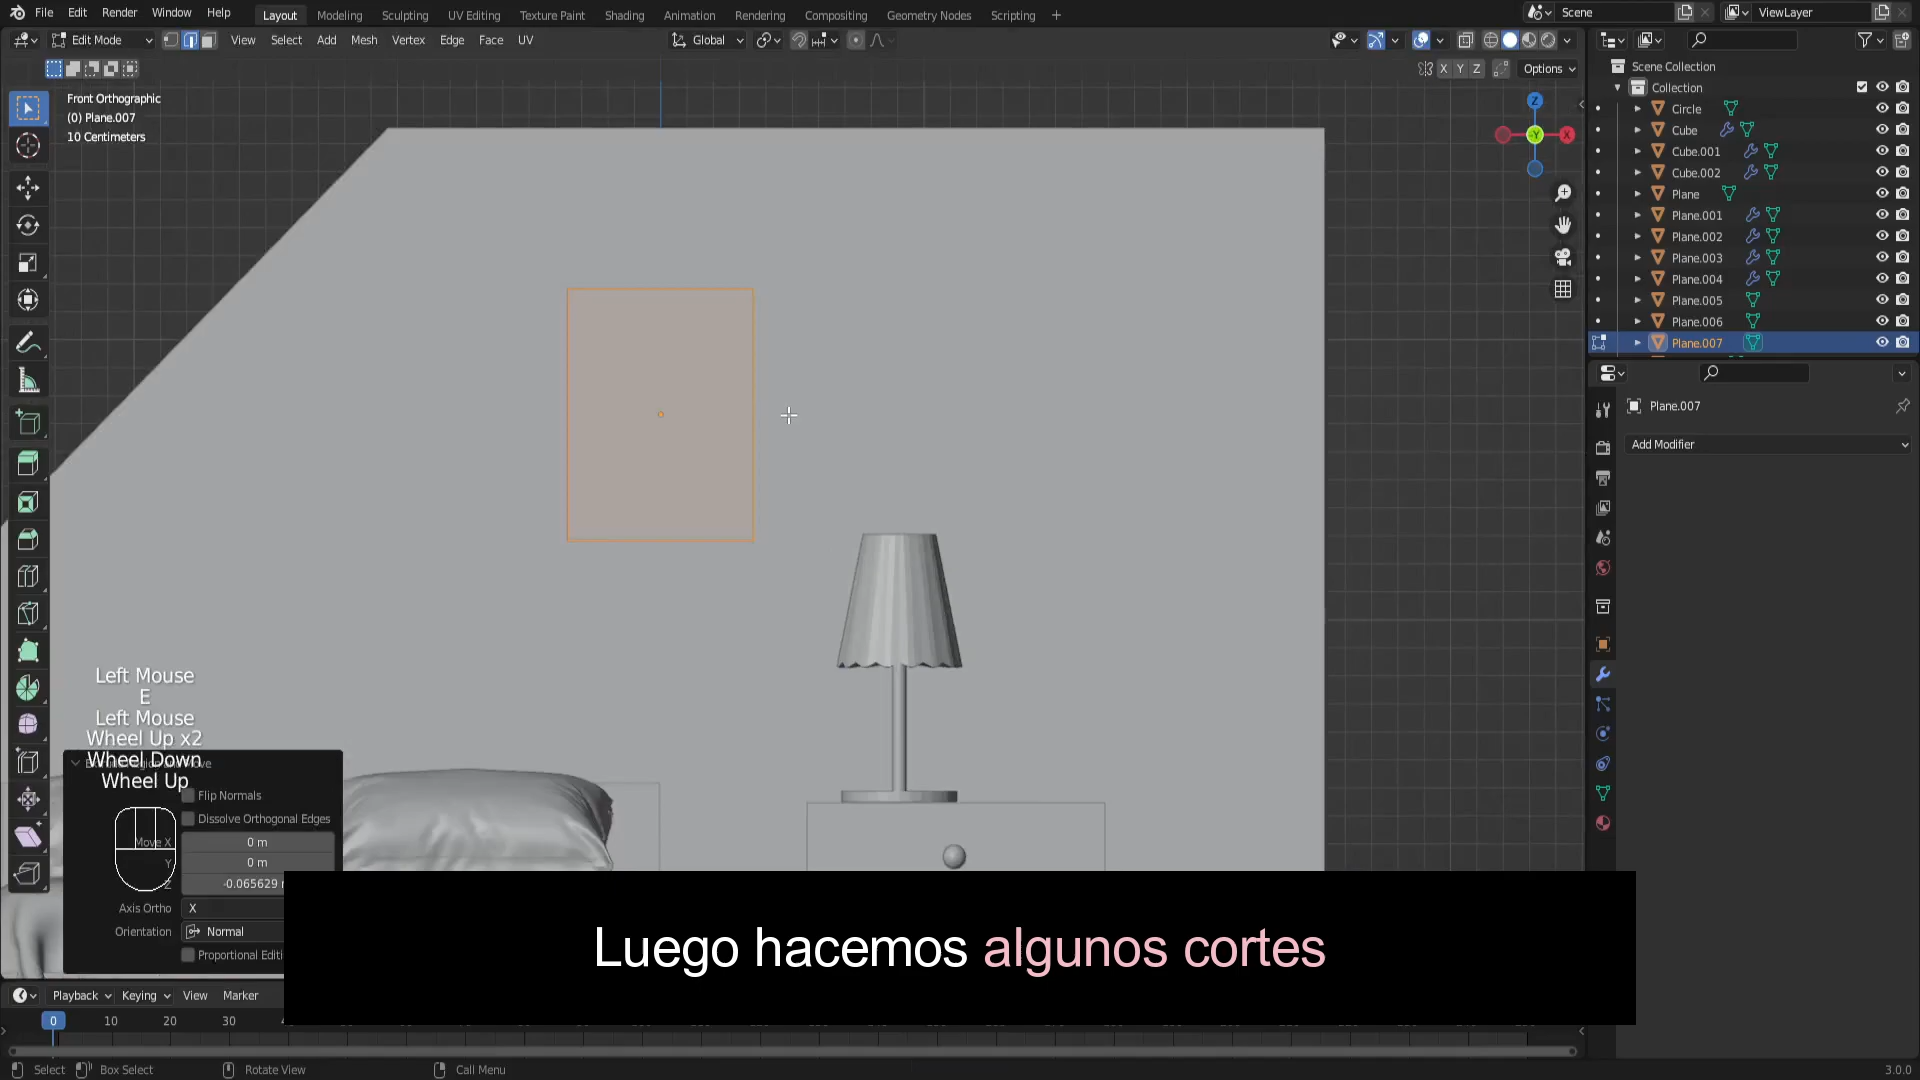 File Edit Render Window Help Layout Modeling Sculpting UV Editing Texture Paint Shading Animation Rendering Compositing Geometry Nodes Scripting + Scene ViewLayer
Edit Mode View Select Add Mesh Vertex Edge Face UV Global
X Y Z Options
Front Orthographic
(0) Plane.007
10 Centimeters
Z
Y
X
Scene Collection
Collection
Circle
Cube
Cube.001
Cube.002
Plane
Plane.001
Plane.002
Plane.003
Plane.004
Plane.005
Plane.006
Plane.007
Plane.007
Add Modifier
Left Mouse
E
Left Mouse
Wheel Up x2
Wheel Down
Wheel Up
Flip Normals
Dissolve Orthogonal Edges
Move X 0 m
Y 0 m
Z -0.065629
Axis Ortho X
Orientation Normal
Luego hacemos algunos cortes
Playback Keying View Marker
0 10 20 30
Select Box Select Rotate View Call Menu 3.0.0